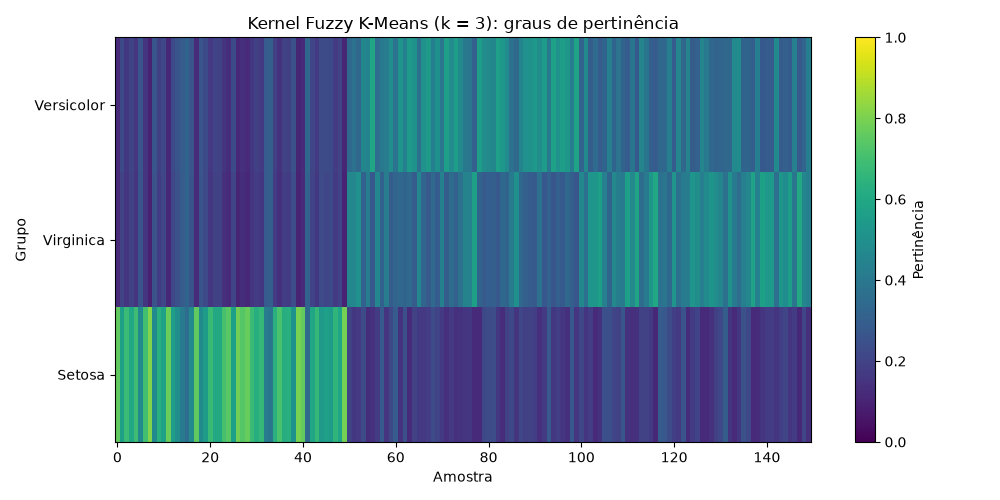 Kernel Fuzzy K-Means (k = 3): graus de pertinência
Grupo
Versicolor
Virginica
Setosa
0 20 40 60 80 100 120 140
Amostra
1.0
0.8
0.6
0.4
0.2
0.0
Pertinência